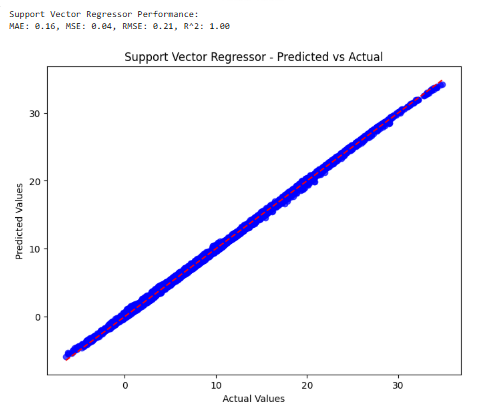 Support Vector Regressor Performance:
MAE: 0.16, MSE: 0.04, RMSE: 0.21, R^2: 1.00
Support Vector Regressor - Predicted vs Actual
30
20
10
0
Predicted Values
0 10 20 30
Actual Values